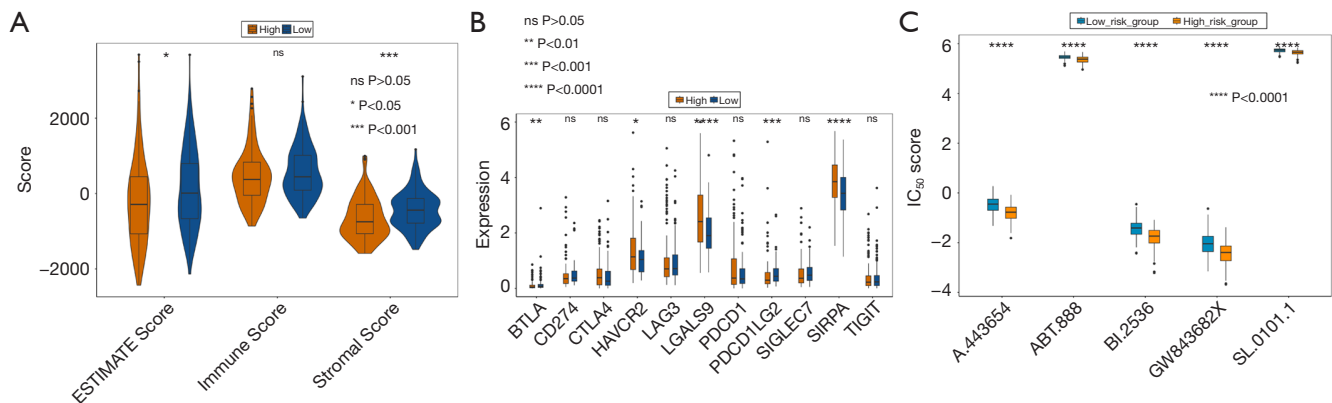 A
High Low
* ns ***
ns P>0.05
* P<0.05
*** P<0.001
Score
2000
0
−2000
ESTIMATE Score
Immune Score
Stromal Score
B
ns P>0.05
** P<0.01
*** P<0.001
**** P<0.0001
High Low
** ns ns * ns **** ns *** ns **** ns
Expression
6
4
2
0
BTLA
CD274
CTLA4
HAVCR2
LAG3
LGALS9
PDCD1
PDCD1LG2
SIGLEC7
SIRPA
TIGIT
C
Low_risk_group High_risk_group
**** **** **** **** ****
**** P<0.0001
IC50 score
6
4
2
0
−2
−4
A.443654
ABT.888
BI.2536
GW843682X
SL.0101.1